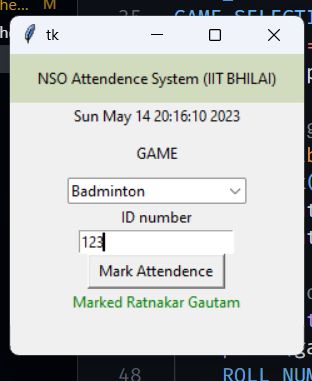 he... M
35 GAME SELECTI
tk
NSO Attendence System (IIT BHILAI)
Sun May 14 20:16:10 2023
GAME
Badminton
ID number
123
Mark Attendence
Marked Ratnakar Gautam
48 ROLL NUM